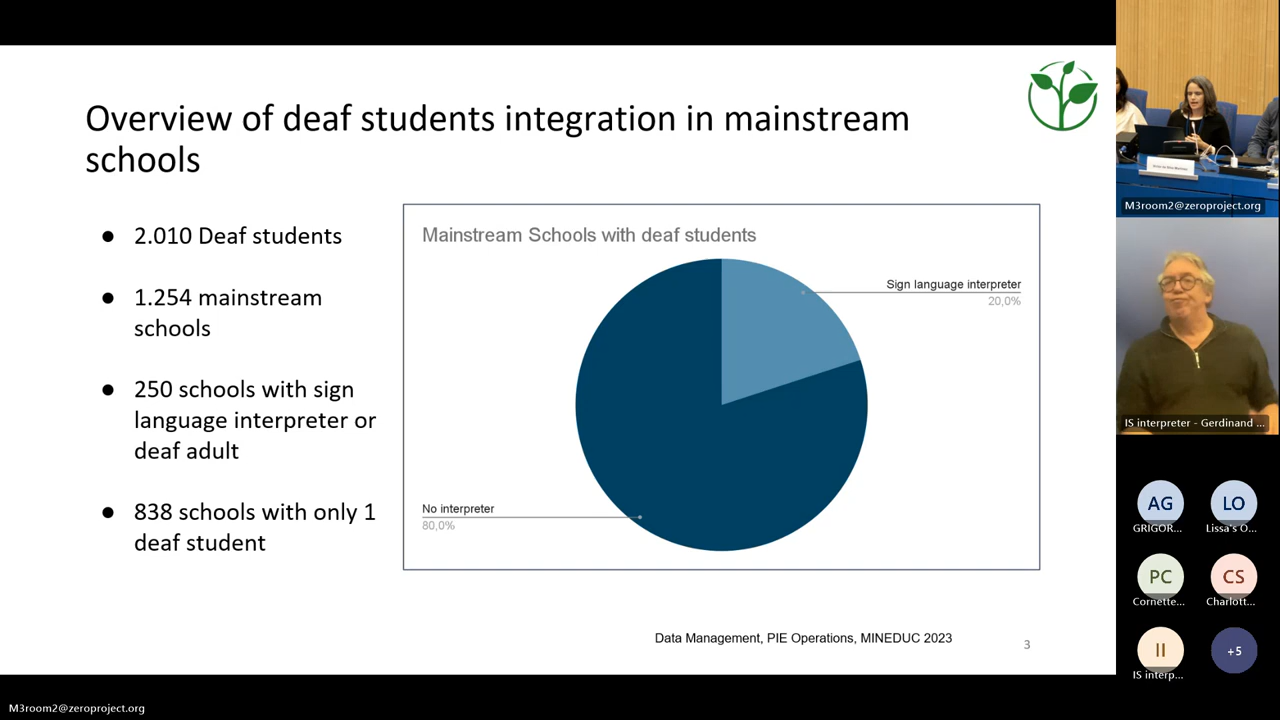 Overview of deaf students integration in mainstream
schools
● 2.010 Deaf students
● 1.254 mainstream
schools
● 250 schools with sign
language interpreter or
deaf adult
● 838 schools with only 1
deaf student
Mainstream Schools with deaf students
Sign language interpreter
20,0%
No interpreter
80,0%
Data Management, PIE Operations, MINEDUC 2023
3
M3room2@zeroproject.org
IS interpreter - Gerdinand ...
AG
GRIGOR...
LO
Lissa's O...
PC
Cornette...
CS
Charlott...
II
IS interp...
+5
M3room2@zeroproject.org